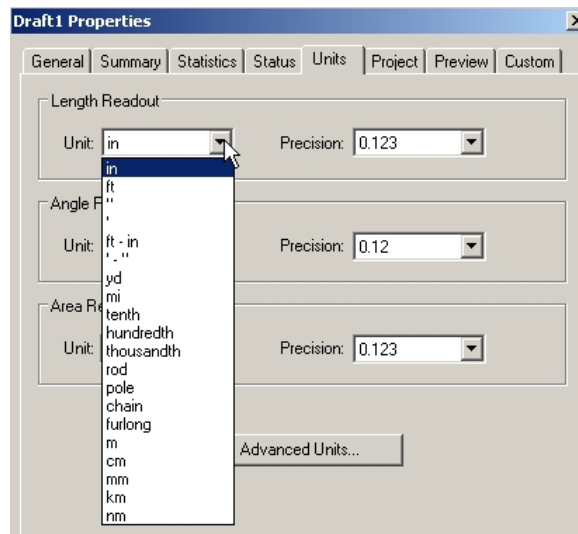 Draft1 Properties
General Summary Statistics Status Units Project Preview Custom
Length Readout
Unit: in Precision: 0.123
in
ft
"
'
ft - in
' - "
yd
mi
tenth
hundredth
thousandth
rod
pole
chain
furlong
m
cm
mm
km
nm
Angle
Unit: Precision: 0.12
Area
Unit: Precision: 0.123
Advanced Units...